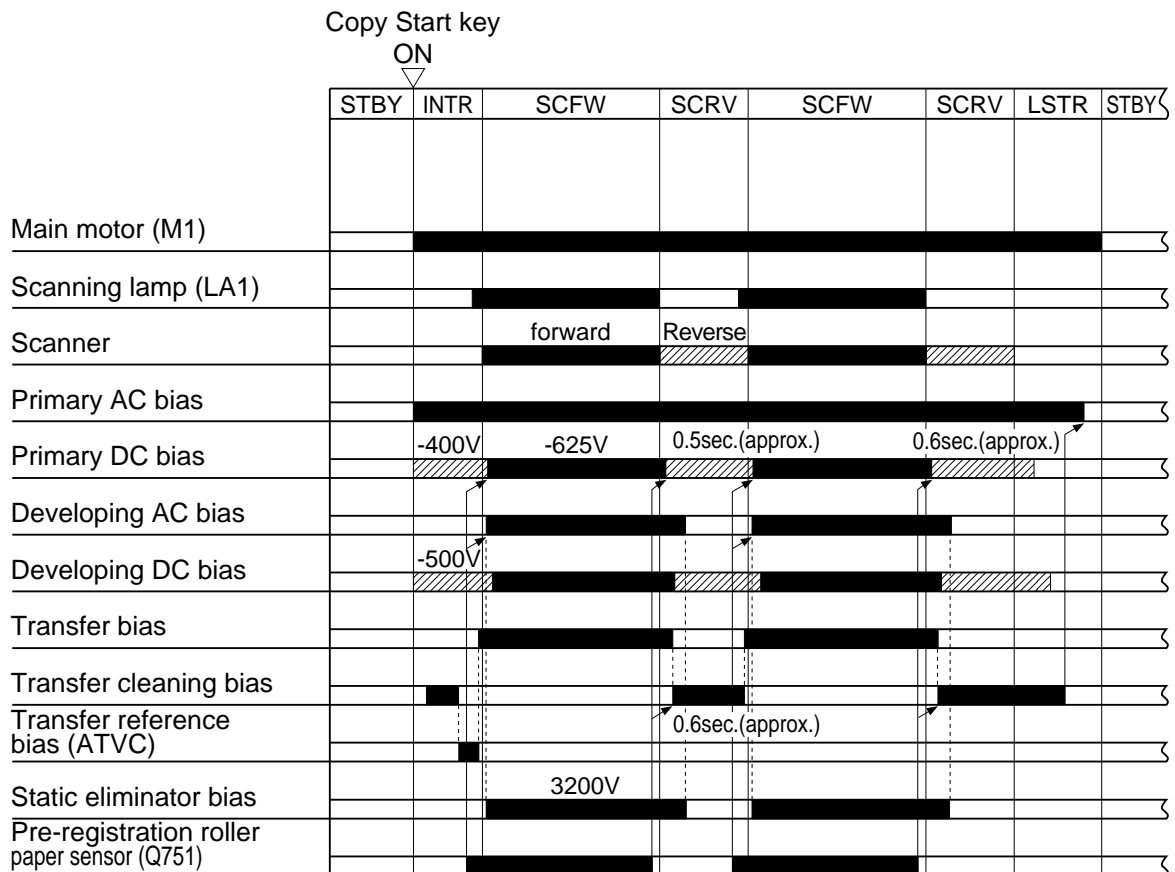 Copy Start key
ON
STBY INTR SCFW SCRV SCFW SCRV LSTR STBY
Main motor (M1)
Scanning lamp (LA1)
forward Reverse
Scanner
Primary AC bias
-400V -625V 0.5sec.(approx.) 0.6sec.(approx.)
Primary DC bias
Developing AC bias
-500V
Developing DC bias
Transfer bias
Transfer cleaning bias
0.6sec.(approx.)
Transfer reference
bias (ATVC)
3200V
Static eliminator bias
Pre-registration roller
paper sensor (Q751)